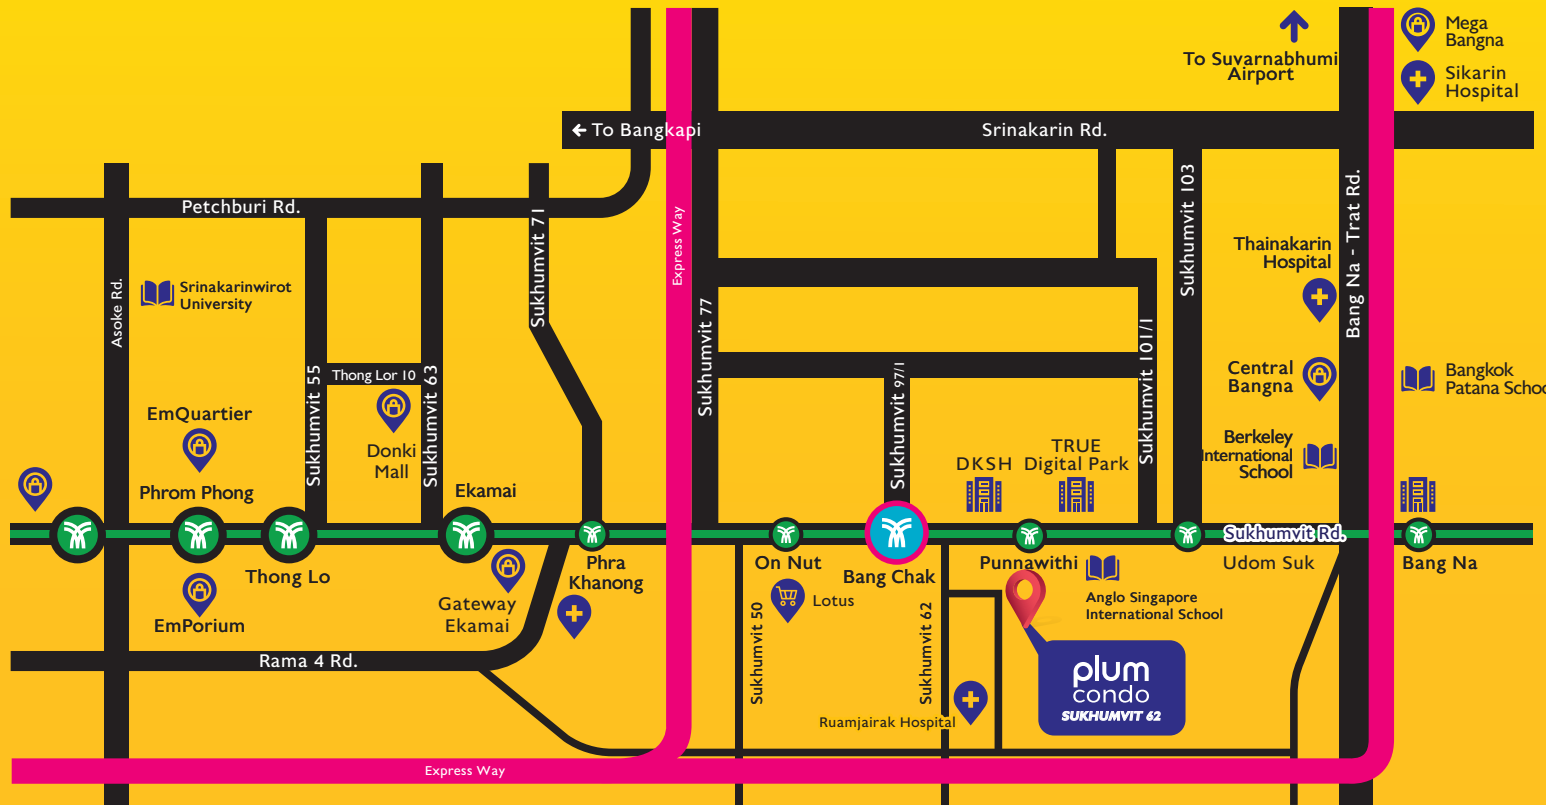 Mega
Bangna
To Suvarnabhumi
Airport
Sikarin
Hospital
To Bangkapi
Srinakarin Rd.
Petchburi Rd.
Asoke Rd.
Srinakarinwirot
University
Sukhumvit 55
Thong Lor 10
Sukhumvit 63
Sukhumvit 71
Express Way
Sukhumvit 77
Sukhumvit 97/1
Sukhumvit 101/1
Sukhumvit 103
Bang Na - Trat Rd.
Thainakarin
Hospital
Central
Bangna
Bangkok
Patana Schoo
Berkeley
International
School
EmQuartier
Donki
Mall
DKSH
TRUE
Digital Park
Phrom Phong
Ekamai
Sukhumvit Rd.
Thong Lo
Phra
Khanong
On Nut
Bang Chak
Punnawithi
Udom Suk
Bang Na
EmPorium
Gateway
Ekamai
Lotus
Anglo Singapore
International School
Sukhumvit 50
Sukhumvit 62
Rama 4 Rd.
plum
condo
SUKHUMVIT 62
Ruamjairak Hospital
Express Way